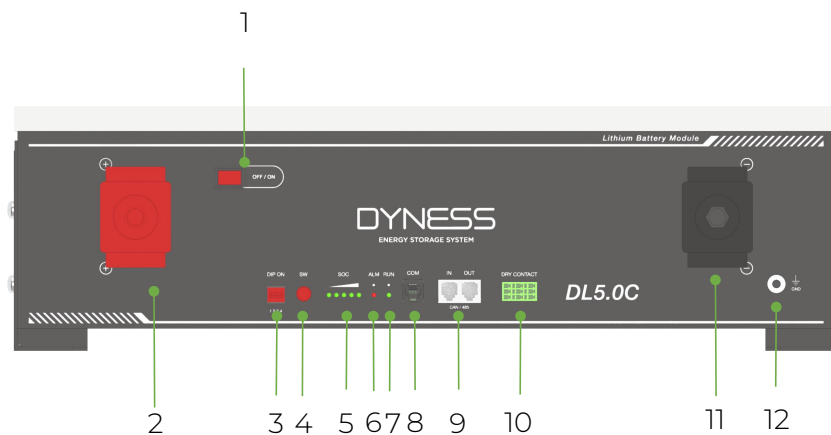 1
Lithium Battery Module
OFF / ON
DYNESS
ENERGY STORAGE SYSTEM
DIP ON SW SOC ALM RUN COM IN OUT DRY CONTACT
CAN / 485
DL5.0C
GND
2 3 4 5 6 7 8 9 10 11 12